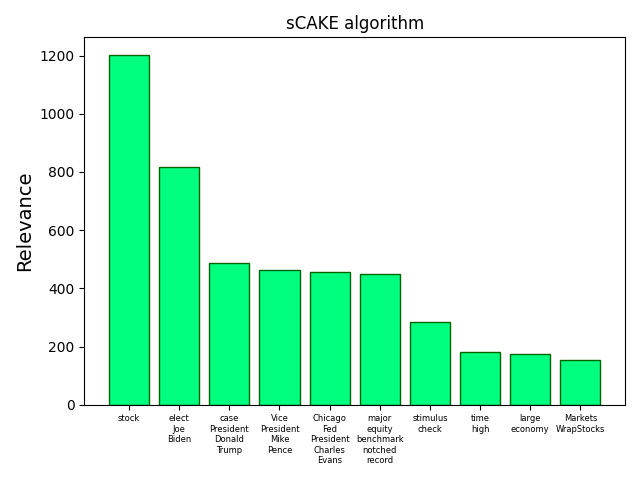 sCAKE algorithm
Relevance
1200
1000
800
600
400
200
0
stock
elect
Joe
Biden
case
President
Donald
Trump
Vice
President
Mike
Pence
Chicago
Fed
President
Charles
Evans
major
equity
benchmark
notched
record
stimulus
check
time
high
large
economy
Markets
WrapStocks